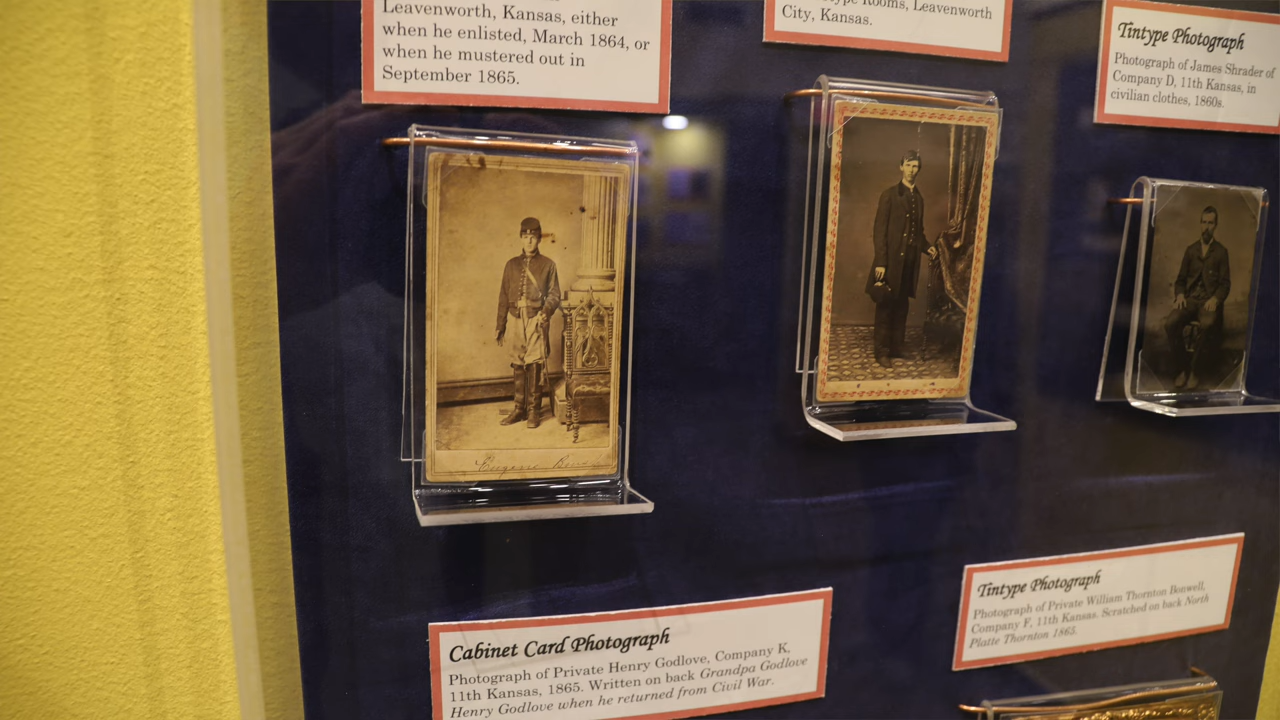 Leavenworth, Kansas, either
when he enlisted, March 1864, or
when he mustered out in
September 1865.
Rooms, Leavenworth
City, Kansas.
Tintype Photograph
Photograph of James Shrader of
Company D, 11th Kansas, in
civilian clothes, 1860s.
Eugene
Cabinet Card Photograph
Photograph of Private Henry Godlove, Company K,
11th Kansas, 1865. Written on back Grandpa Godlove
Henry Godlove when he returned from Civil War.
Tintype Photograph
Photograph of Private William Thornton Bonwell,
Company F, 11th Kansas. Scratched on back North
Platte Thornton 1865.